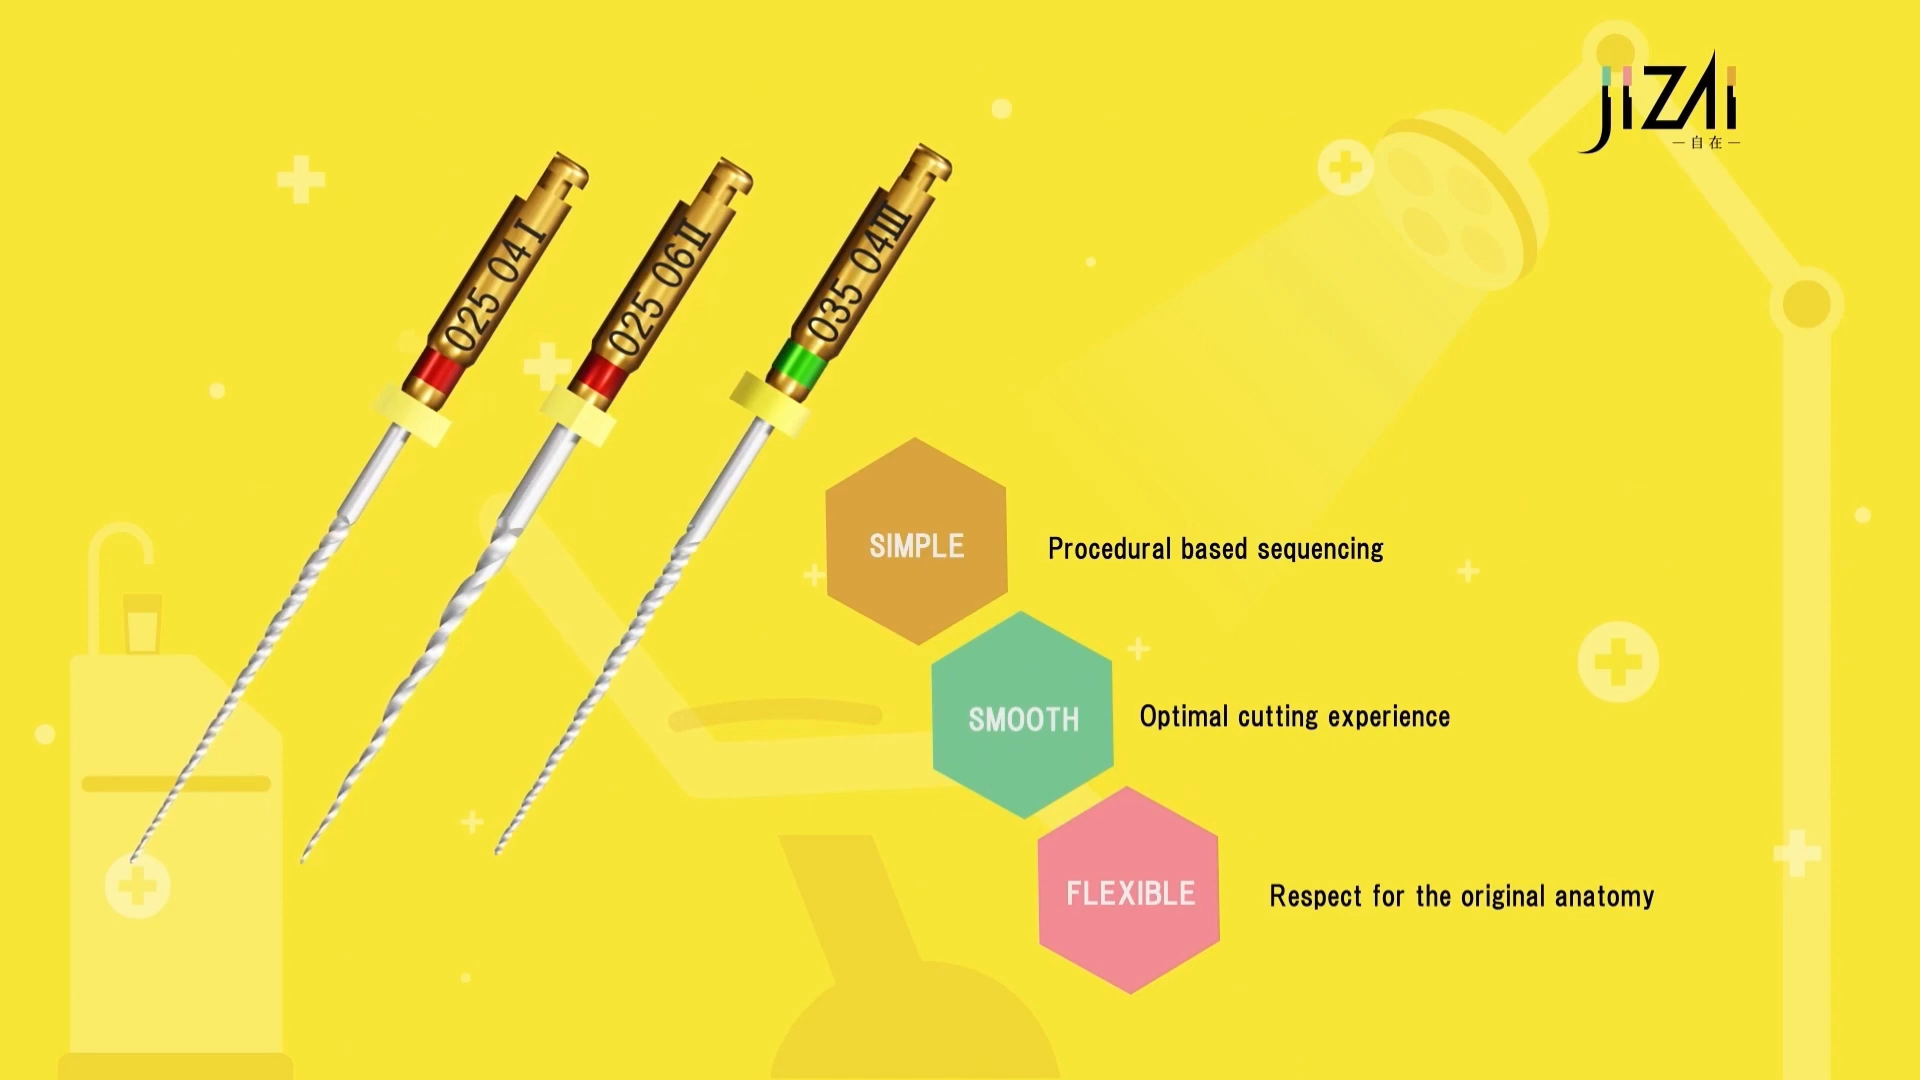 JIZAI
―自在―
025 04 I
025 06 II
035 04 III
SIMPLE
Procedural based sequencing
SMOOTH
Optimal cutting experience
FLEXIBLE
Respect for the original anatomy